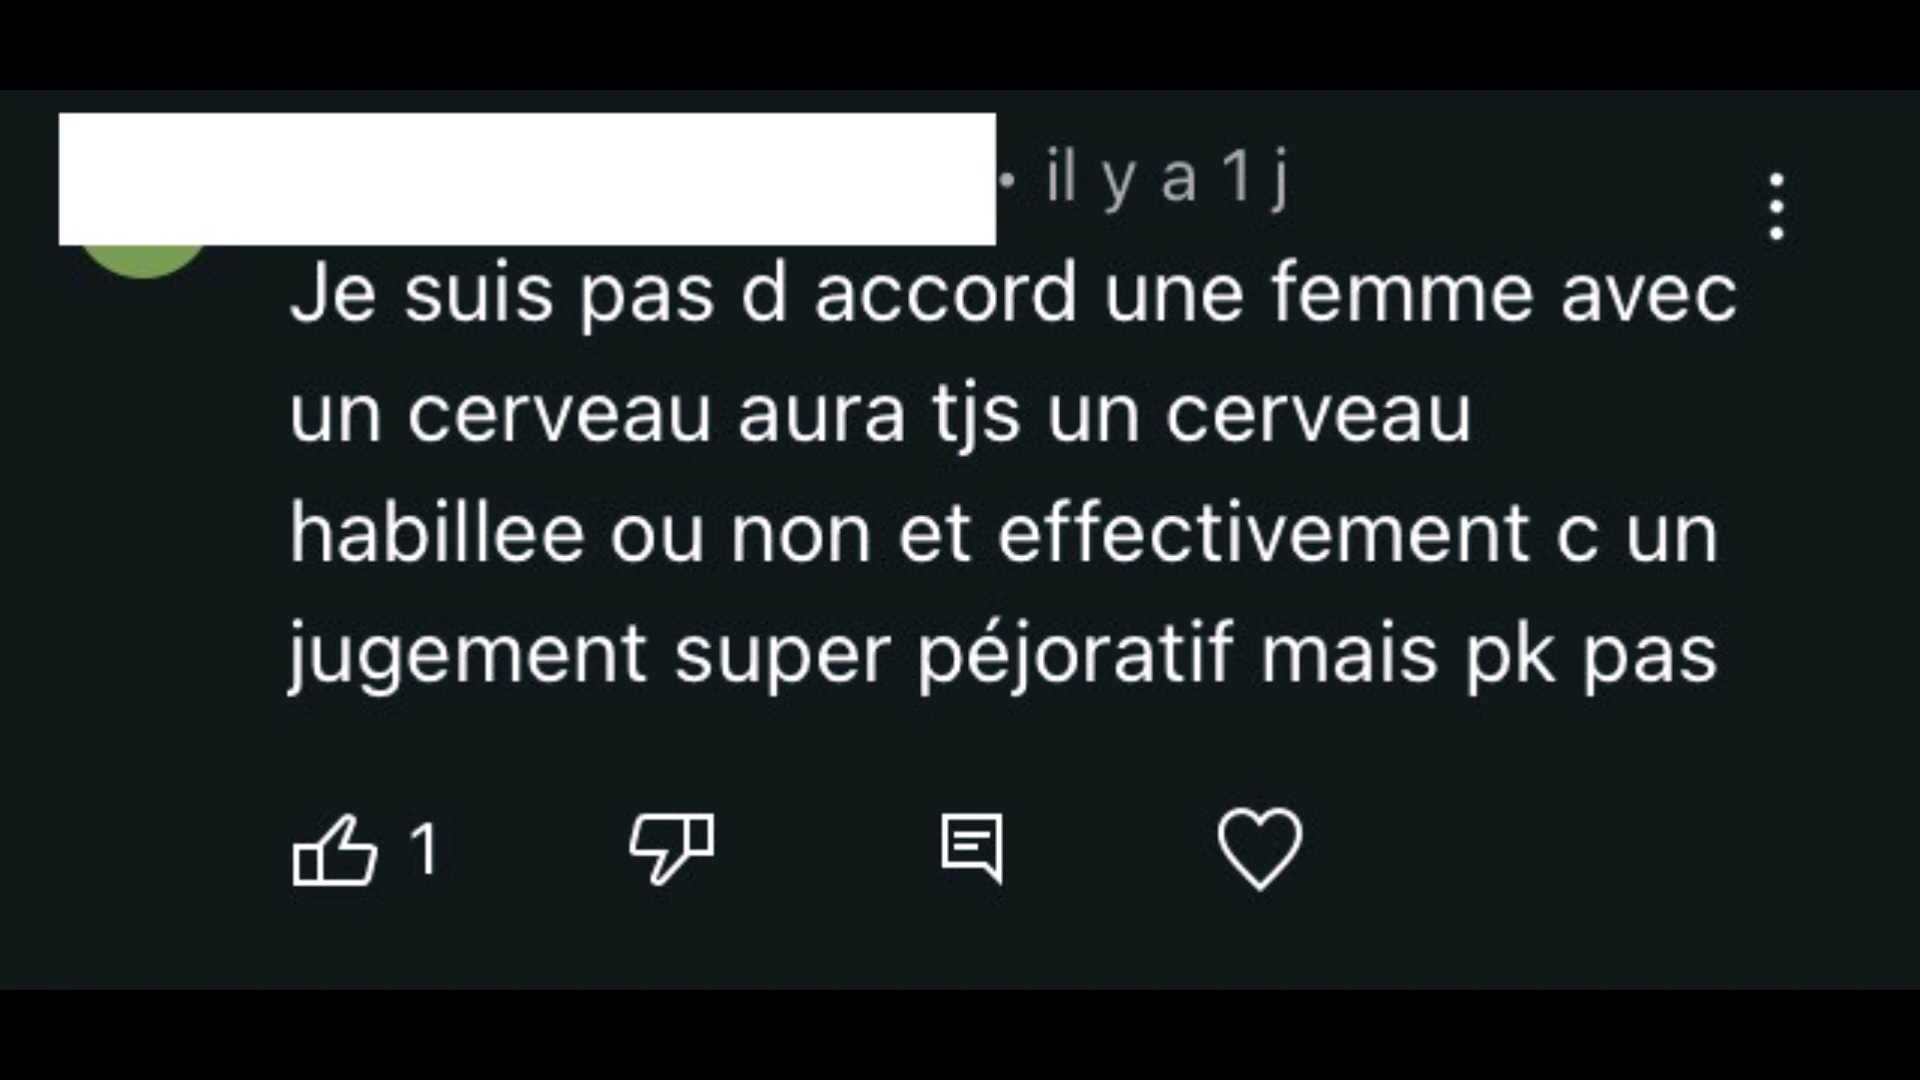 • il y a 1 j
Je suis pas d accord une femme avec
un cerveau aura tjs un cerveau
habillee ou non et effectivement c un
jugement super péjoratif mais pk pas
1